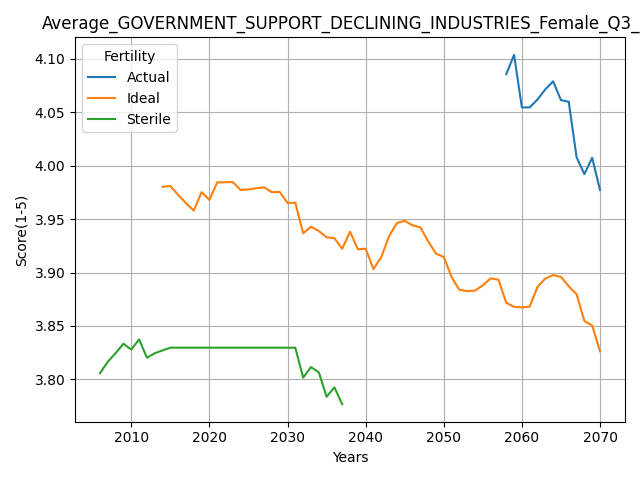 Average_GOVERNMENT_SUPPORT_DECLINING_INDUSTRIES_Female_Q3_
Fertility
Actual
Ideal
Sterile
4.10
4.05
4.00
3.95
3.90
3.85
3.80
Score(1-5)
2010 2020 2030 2040 2050 2060 2070
Years